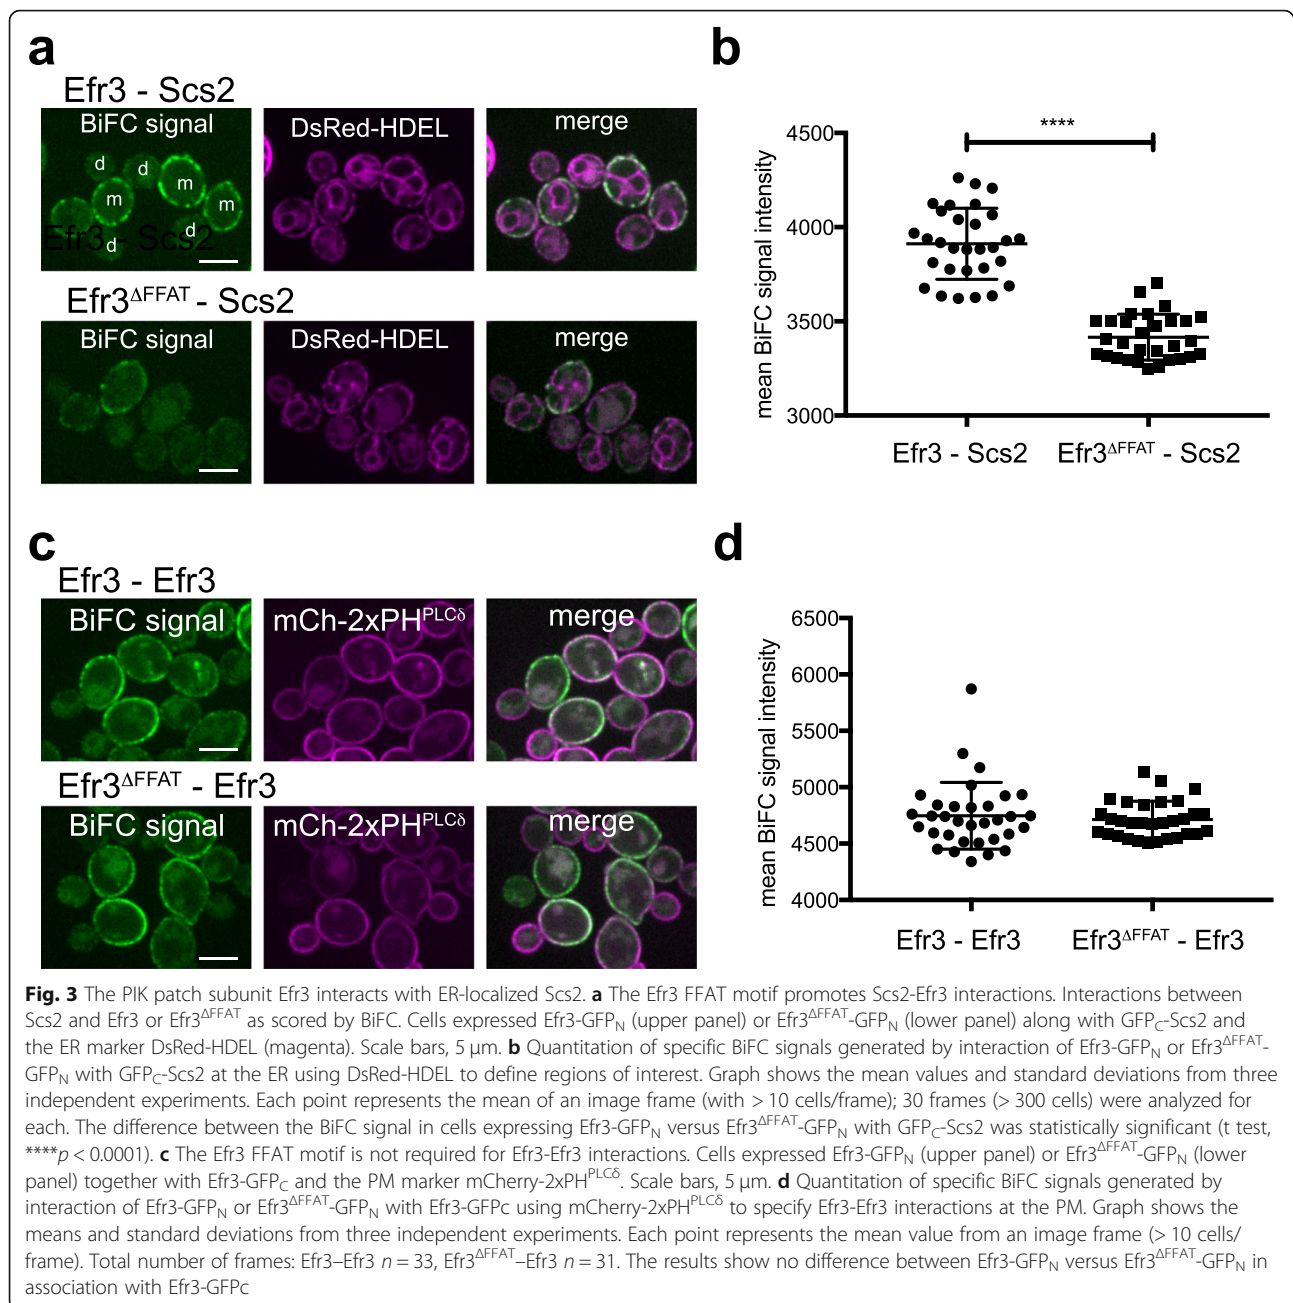 a
Efr3 - Scs2
BiFC signal
DsRed-HDEL
merge
d
d
m
m
m
d
d
Efr3 - Scs2
Efr3ΔFFAT - Scs2
BiFC signal
DsRed-HDEL
merge
b
mean BiFC signal intensity
4500
4000
3500
3000
****
Efr3 - Scs2
Efr3ΔFFAT - Scs2
c
Efr3 - Efr3
BiFC signal
mCh-2xPHPLCδ
merge
Efr3ΔFFAT - Efr3
BiFC signal
mCh-2xPHPLCδ
merge
d
mean BiFC signal intensity
6500
6000
5500
5000
4500
4000
Efr3 - Efr3
Efr3ΔFFAT - Efr3
Fig. 3 The PIK patch subunit Efr3 interacts with ER-localized Scs2. a The Efr3 FFAT motif promotes Scs2-Efr3 interactions. Interactions between
Scs2 and Efr3 or Efr3ΔFFAT as scored by BiFC. Cells expressed Efr3-GFPN (upper panel) or Efr3ΔFFAT-GFPN (lower panel) along with GFPC-Scs2 and
the ER marker DsRed-HDEL (magenta). Scale bars, 5 μm. b Quantitation of specific BiFC signals generated by interaction of Efr3-GFPN or Efr3ΔFFAT-
GFPN with GFPC-Scs2 at the ER using DsRed-HDEL to define regions of interest. Graph shows the mean values and standard deviations from three
independent experiments. Each point represents the mean of an image frame (with > 10 cells/frame); 30 frames (> 300 cells) were analyzed for
each. The difference between the BiFC signal in cells expressing Efr3-GFPN versus Efr3ΔFFAT-GFPN with GFPC-Scs2 was statistically significant (t test,
****p < 0.0001). c The Efr3 FFAT motif is not required for Efr3-Efr3 interactions. Cells expressed Efr3-GFPN (upper panel) or Efr3ΔFFAT-GFPN (lower
panel) together with Efr3-GFPC and the PM marker mCherry-2xPHPLCδ. Scale bars, 5 μm. d Quantitation of specific BiFC signals generated by
interaction of Efr3-GFPN or Efr3ΔFFAT-GFPN with Efr3-GFPc using mCherry-2xPHPLCδ to specify Efr3-Efr3 interactions at the PM. Graph shows the
means and standard deviations from three independent experiments. Each point represents the mean value from an image frame (> 10 cells/
frame). Total number of frames: Efr3–Efr3 n = 33, Efr3ΔFFAT–Efr3 n = 31. The results show no difference between Efr3-GFPN versus Efr3ΔFFAT-GFPN in
association with Efr3-GFPc